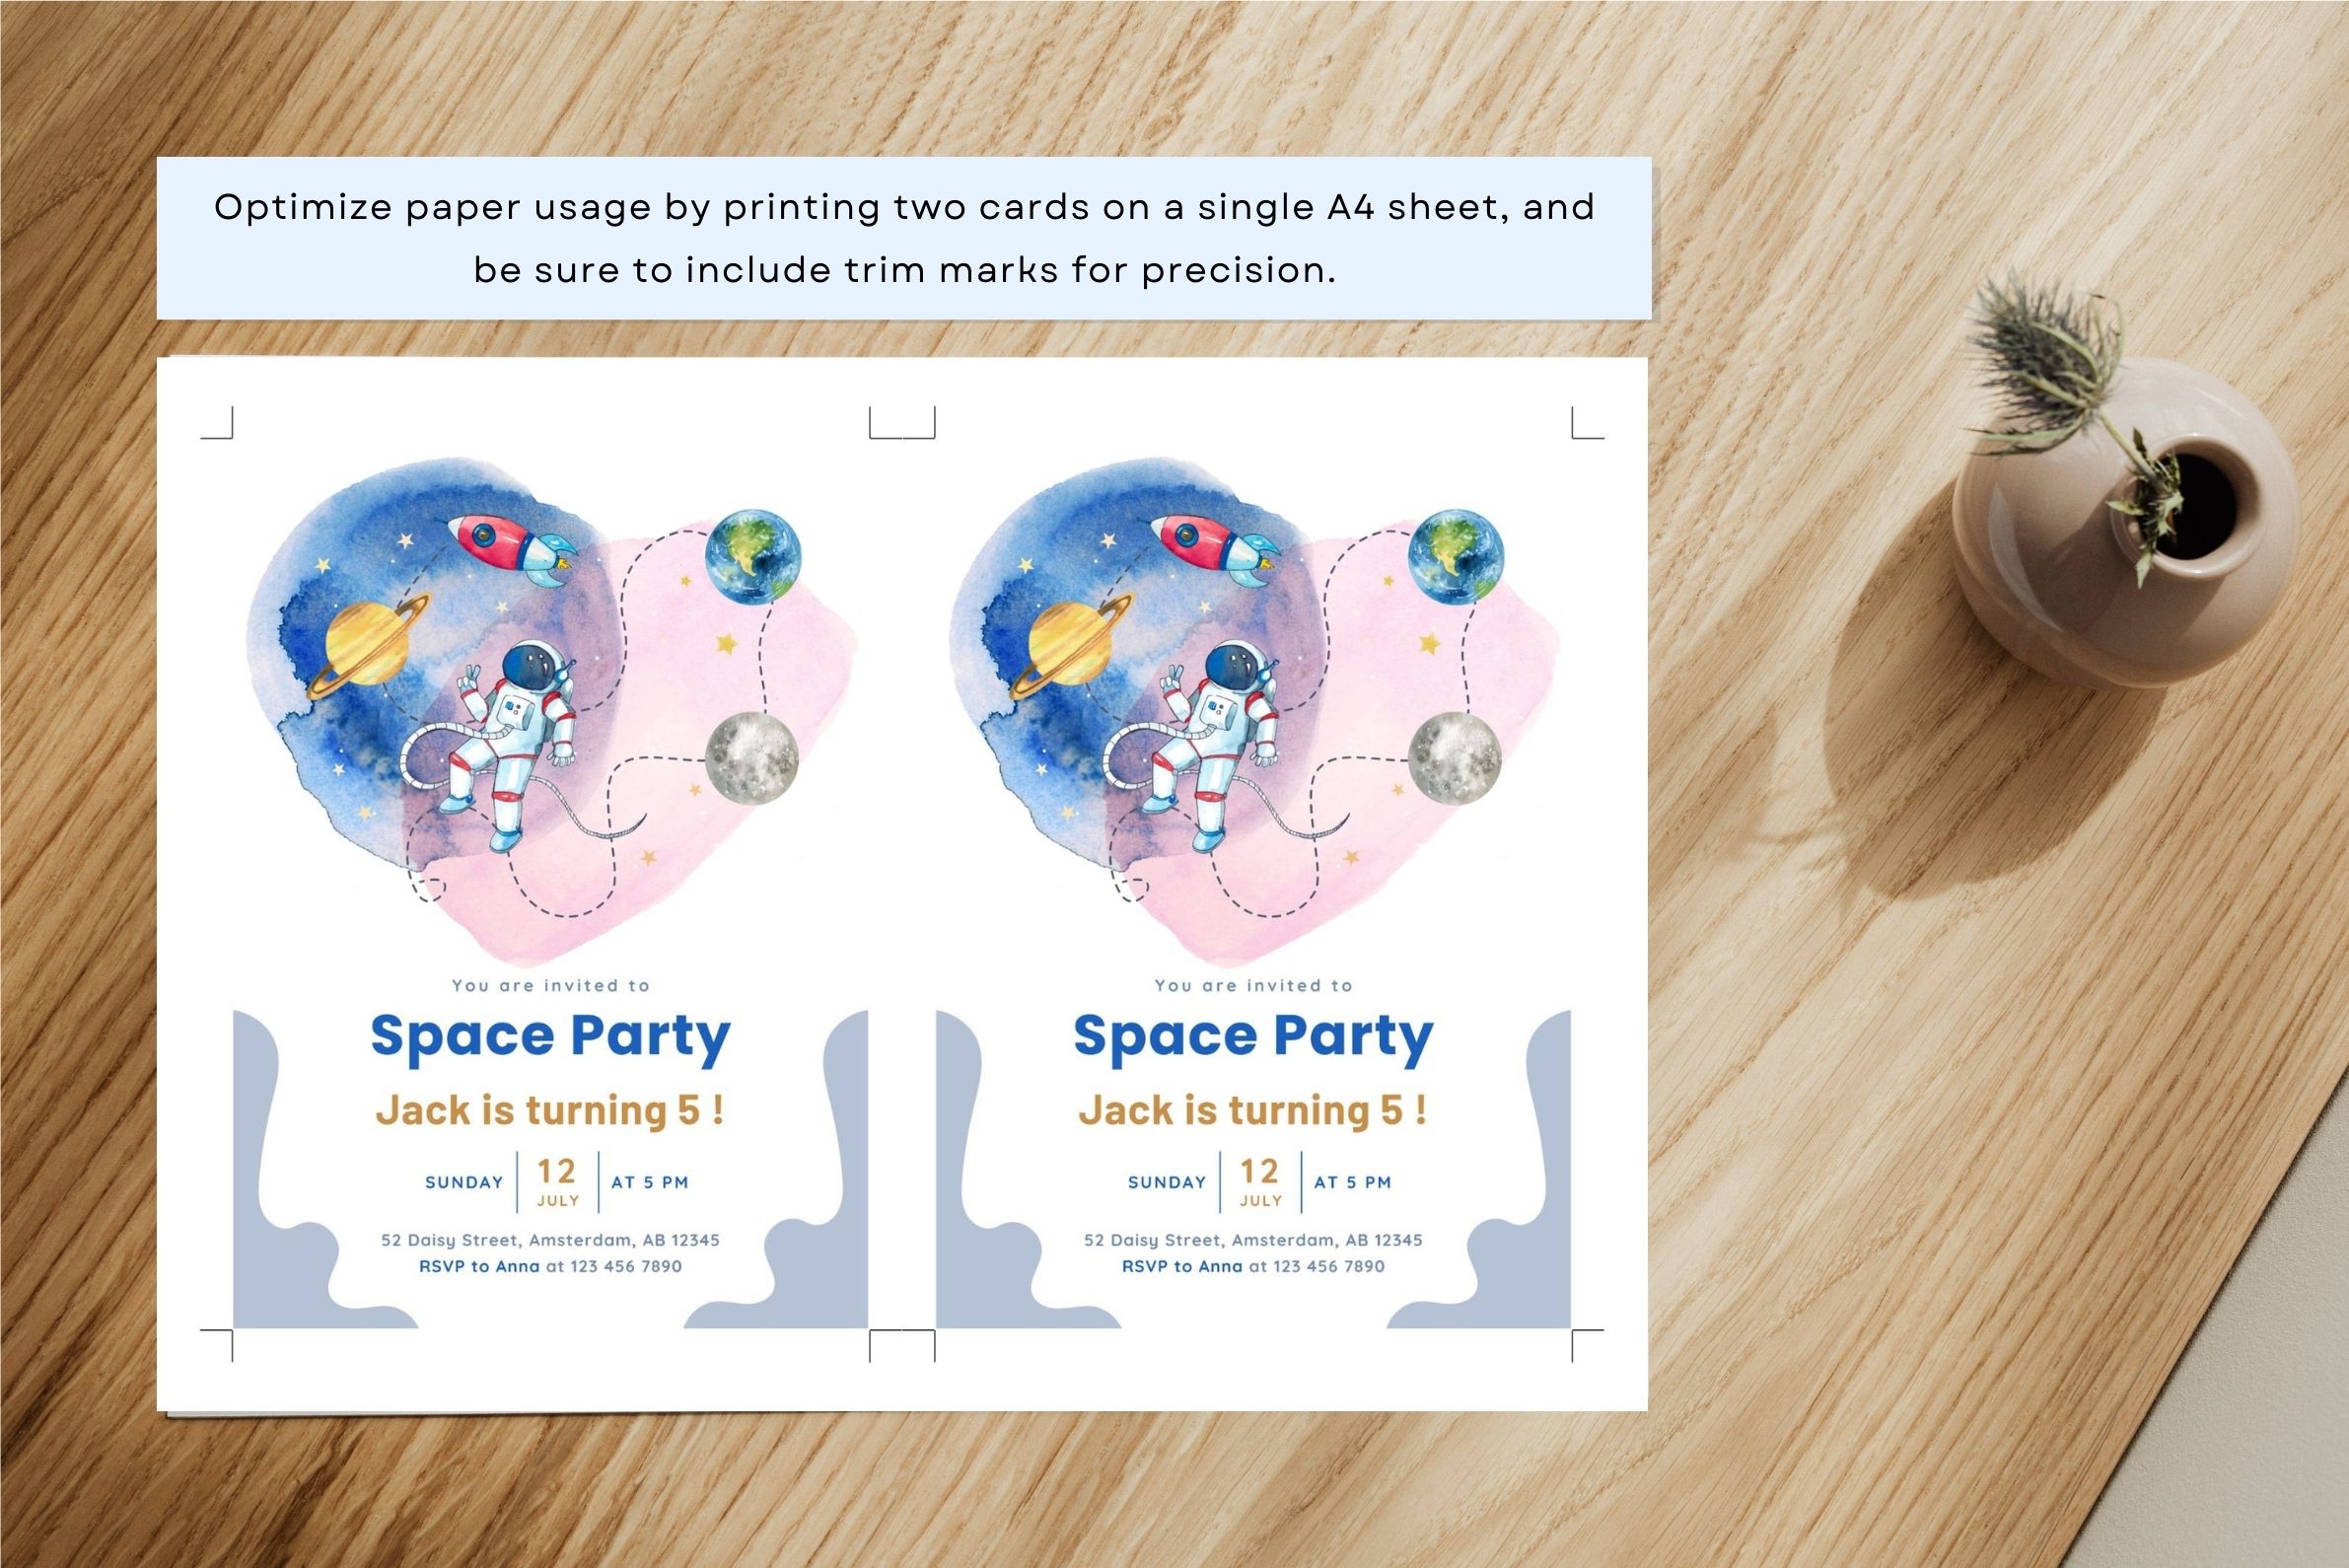 Optimize paper usage by printing two cards on a single A4 sheet, and
be sure to include trim marks for precision.
You are invited to
Space Party
Jack is turning 5 !
SUNDAY 12 JULY AT 5 PM
52 Daisy Street, Amsterdam, AB 12345
RSVP to Anna at 123 456 7890
You are invited to
Space Party
Jack is turning 5 !
SUNDAY 12 JULY AT 5 PM
52 Daisy Street, Amsterdam, AB 12345
RSVP to Anna at 123 456 7890